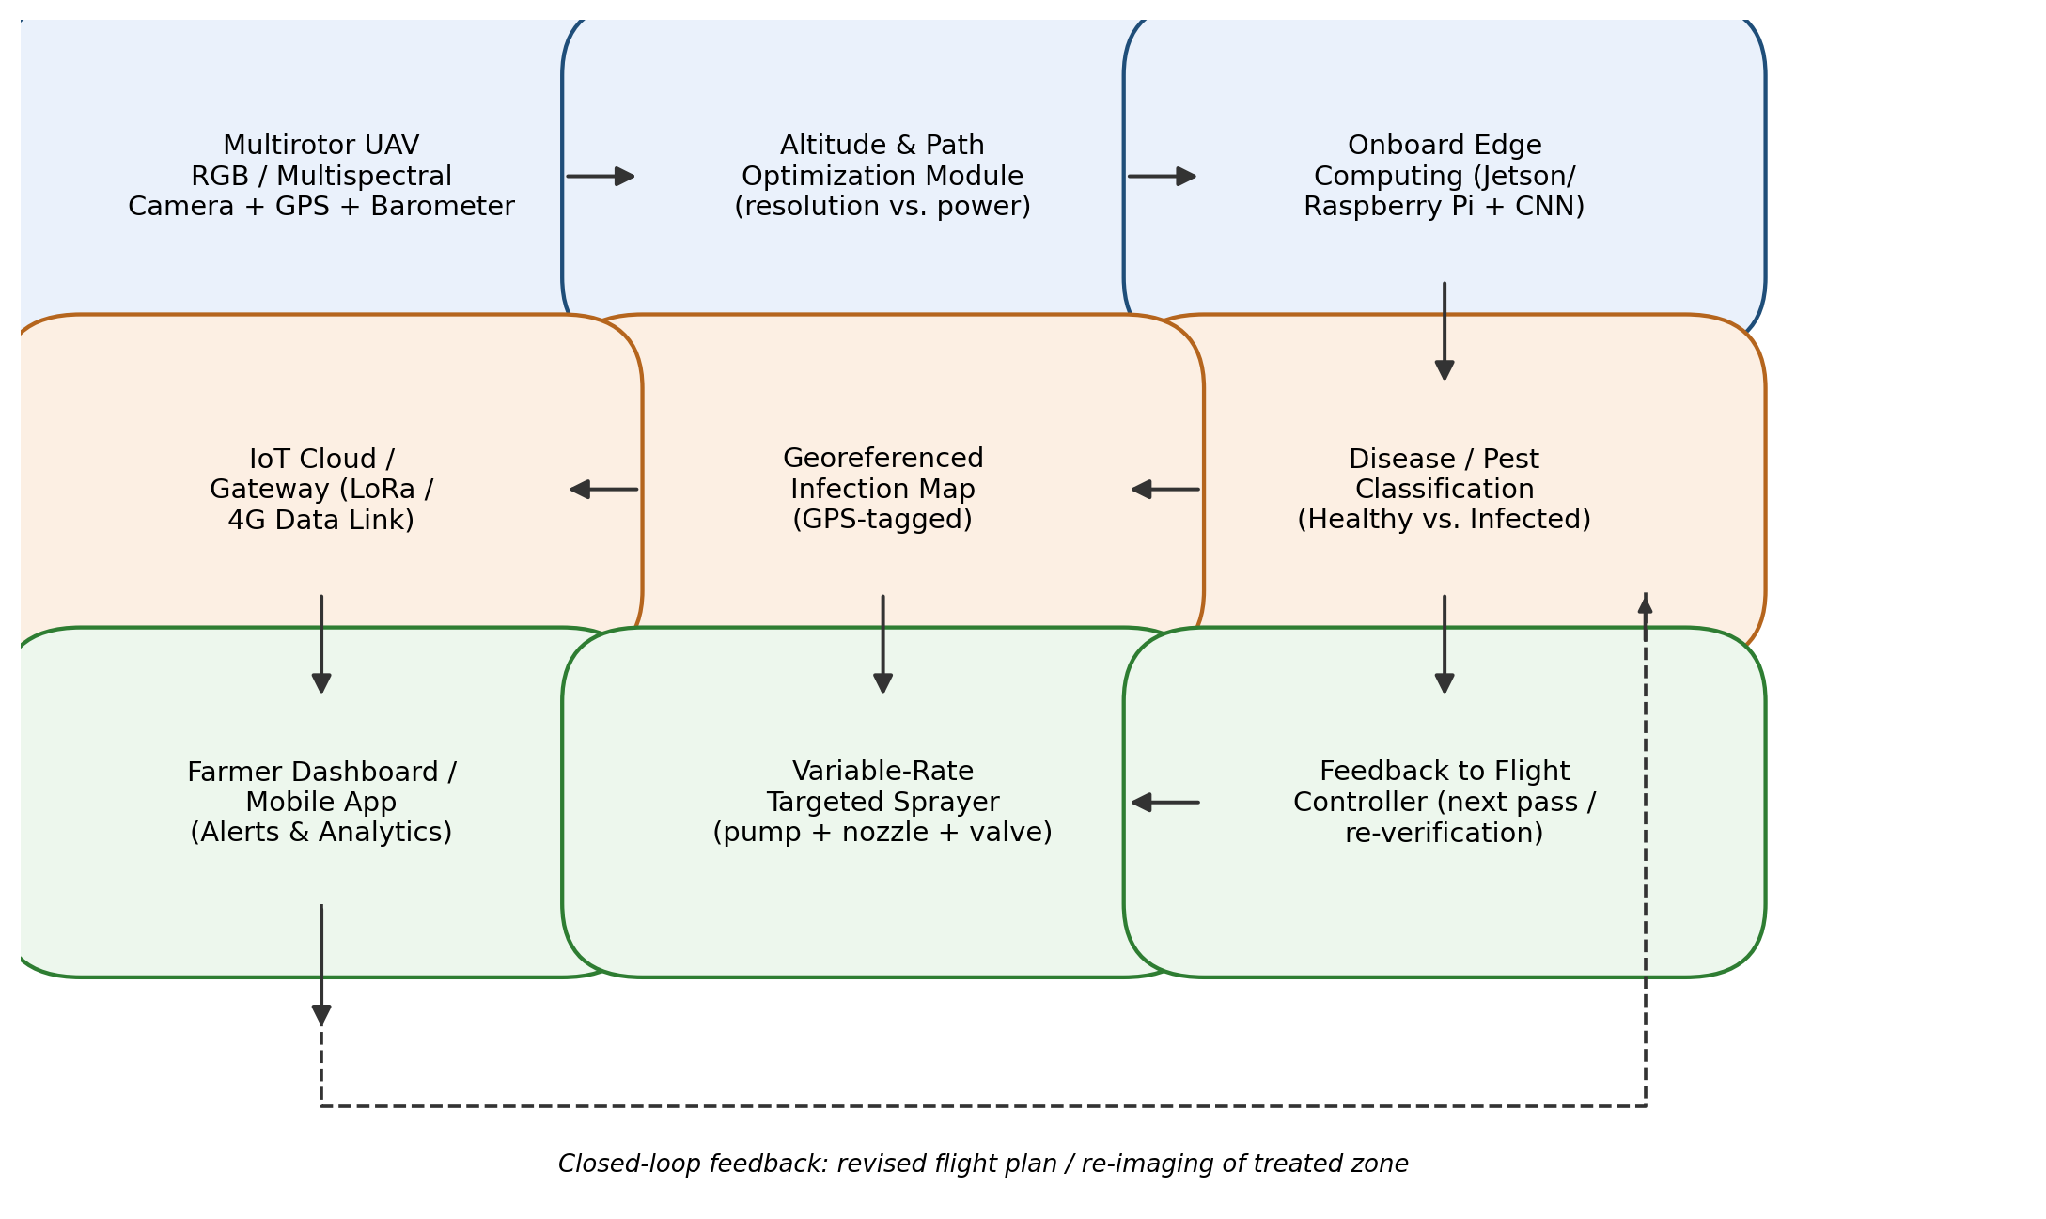 Multirotor UAV
RGB / Multispectral
Camera + GPS + Barometer
Altitude & Path
Optimization Module
(resolution vs. power)
Onboard Edge
Computing (Jetson/
Raspberry Pi + CNN)
IoT Cloud /
Gateway (LoRa /
4G Data Link)
Georeferenced
Infection Map
(GPS-tagged)
Disease / Pest
Classification
(Healthy vs. Infected)
Farmer Dashboard /
Mobile App
(Alerts & Analytics)
Variable-Rate
Targeted Sprayer
(pump + nozzle + valve)
Feedback to Flight
Controller (next pass /
re-verification)
Closed-loop feedback: revised flight plan / re-imaging of treated zone